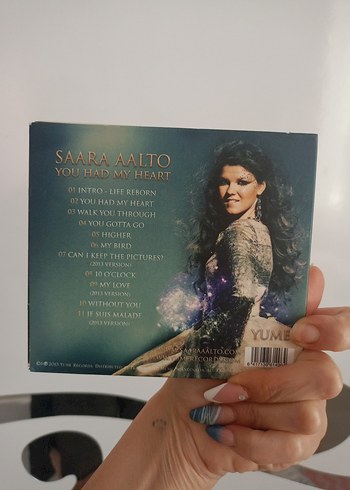 SAARA AALTO
YOU HAD MY HEART
01 INTRO - LIFE REBORN
02 YOU HAD MY HEART
03 WALK YOU THROUGH
04 YOU GOTTA GO
05 HIGHER
06 MY BIRD
07 CAN I KEEP THE PICTURES?
(2013 VERSION)
08 10 O'CLOCK
09 MY LOVE
(2013 VERSION)
10 WITHOUT YOU
11 JE SUIS MALADE
(2013 VERSION)
YUME